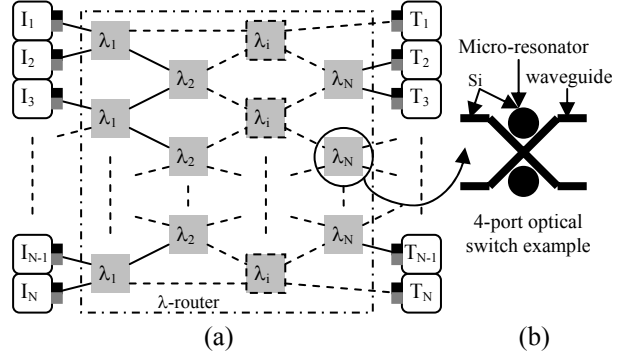 I1 λ1 λi T1
I2 λ2 λN T2
I3 λ1 λi T3
λ2 λN
IN-1 λ2 λN TN-1
IN λ1 λi TN
λ-router
(a)
Micro-resonator
Si waveguide
4-port optical
switch example
(b)